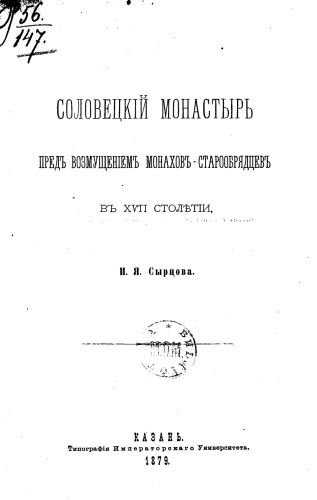 56.
147.
СОЛОВЕЦКІЙ МОНАСТЫРЬ
ПРЕДЪ ВОЗМУЩЕНІЕМЪ МОНАХОВЪ-СТАРООБРЯДЦЕВЪ
ВЪ XVII СТОЛѢТІИ.
И. Я. Сырцова.
КАЗАНЬ.
Типографія Императорскаго Университета.
1879.